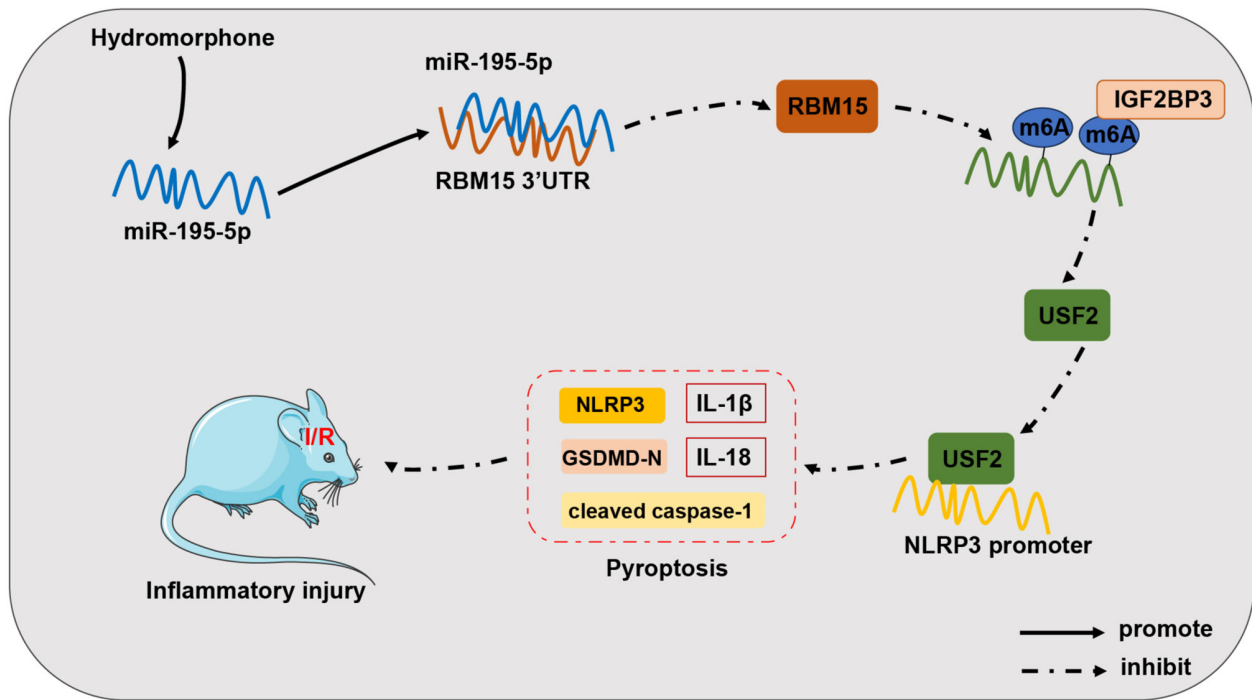 Hydromorphone
miR-195-5p
miR-195-5p
RBM15 3'UTR
RBM15
IGF2BP3
m6A
m6A
USF2
USF2
NLRP3 promoter
NLRP3
IL-1β
GSDMD-N
IL-18
cleaved caspase-1
Pyroptosis
I/R
Inflammatory injury
promote
inhibit